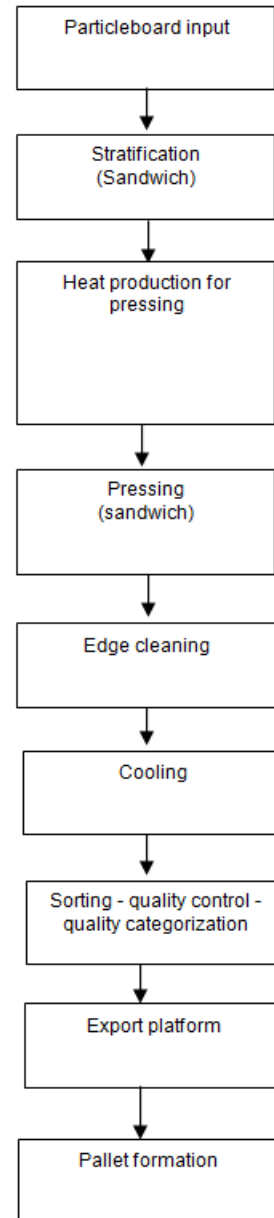 Particleboard input
Stratification
(Sandwich)
Heat production for
pressing
Pressing
(sandwich)
Edge cleaning
Cooling
Sorting - quality control -
quality categorization
Export platform
Pallet formation